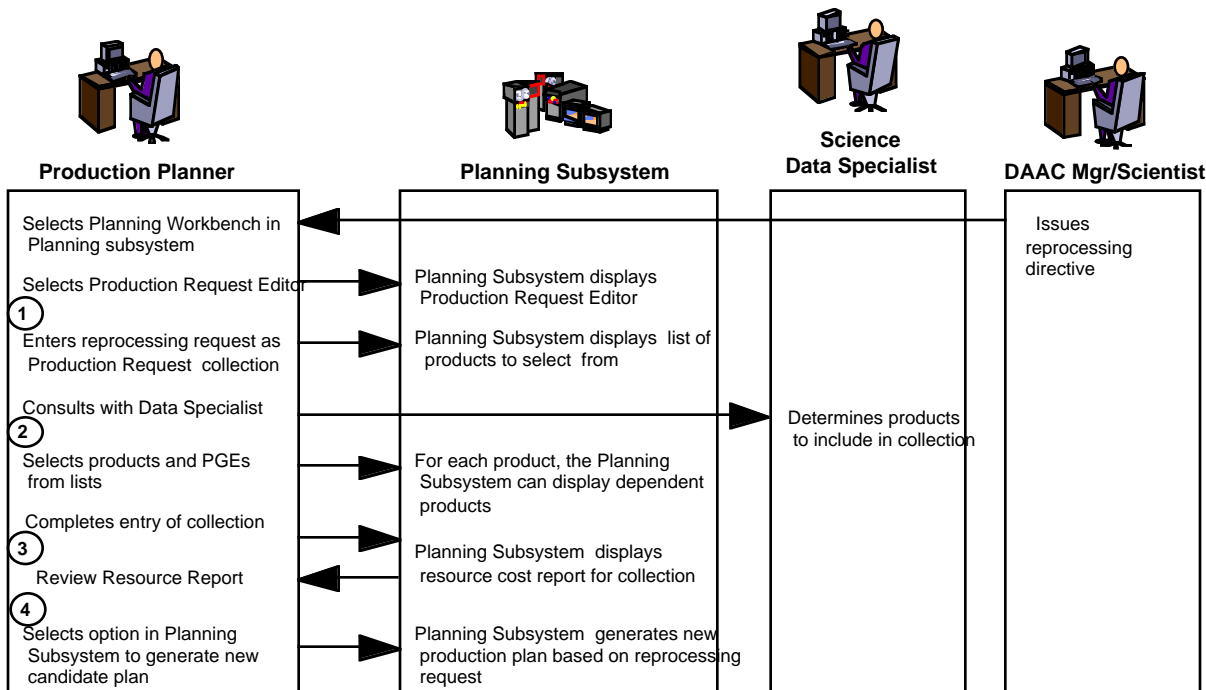 Production Planner
Selects Planning Workbench in
Planning subsystem
Selects Production Request Editor
1
Enters reprocessing request as
Production Request collection
Consults with Data Specialist
2
Selects products and PGEs
from lists
Completes entry of collection
3
Review Resource Report
4
Selects option in Planning
Subsystem to generate new
candidate plan
Planning Subsystem
Planning Subsystem displays
Production Request Editor
Planning Subsystem displays list of
products to select from
For each product, the Planning
Subsystem can display dependent
products
Planning Subsystem displays
resource cost report for collection
Planning Subsystem generates new
production plan based on reprocessing
request
Science
Data Specialist
Determines products
to include in collection
DAAC Mgr/Scientist
Issues
reprocessing
directive